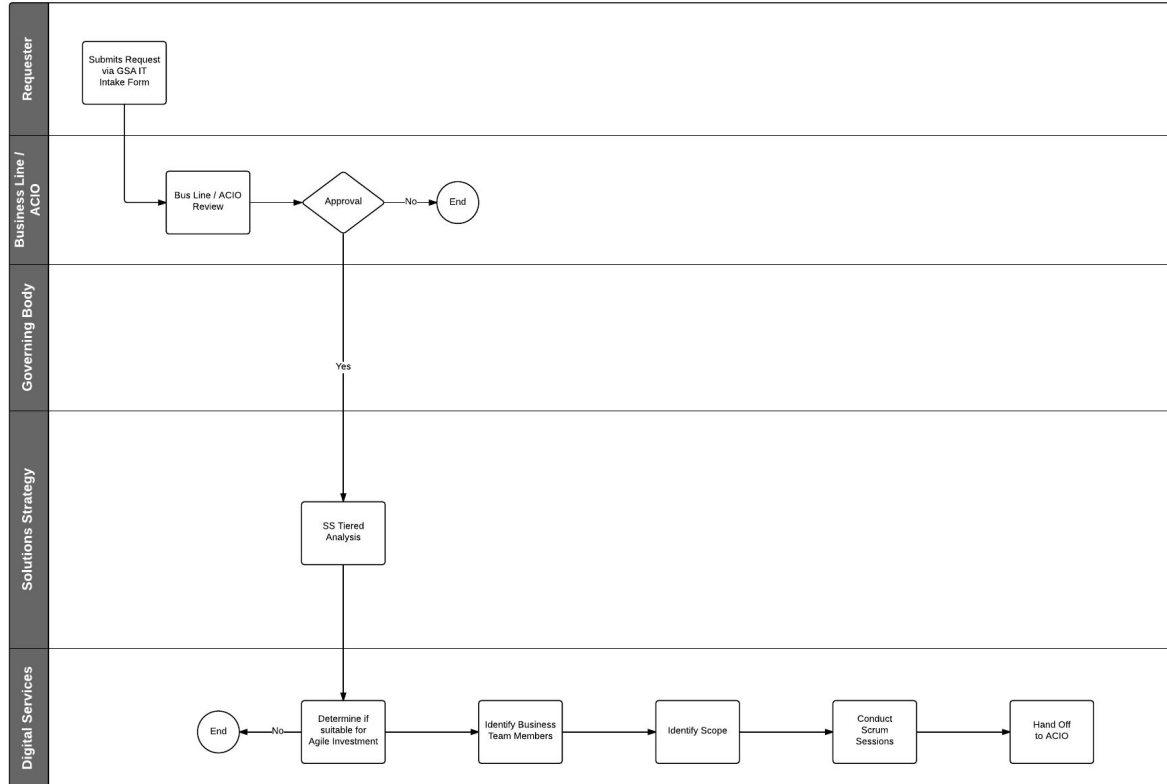 Requester
Submits Request
via GSA IT
Intake Form
Business Line /
ACIO
Bus Line / ACIO
Review
Approval
No
End
Governing Body
Yes
Solutions Strategy
SS Tiered
Analysis
Digital Services
End
No
Determine if
suitable for
Agile Investment
Identify Business
Team Members
Identify Scope
Conduct
Scrum
Sessions
Hand Off
to ACIO